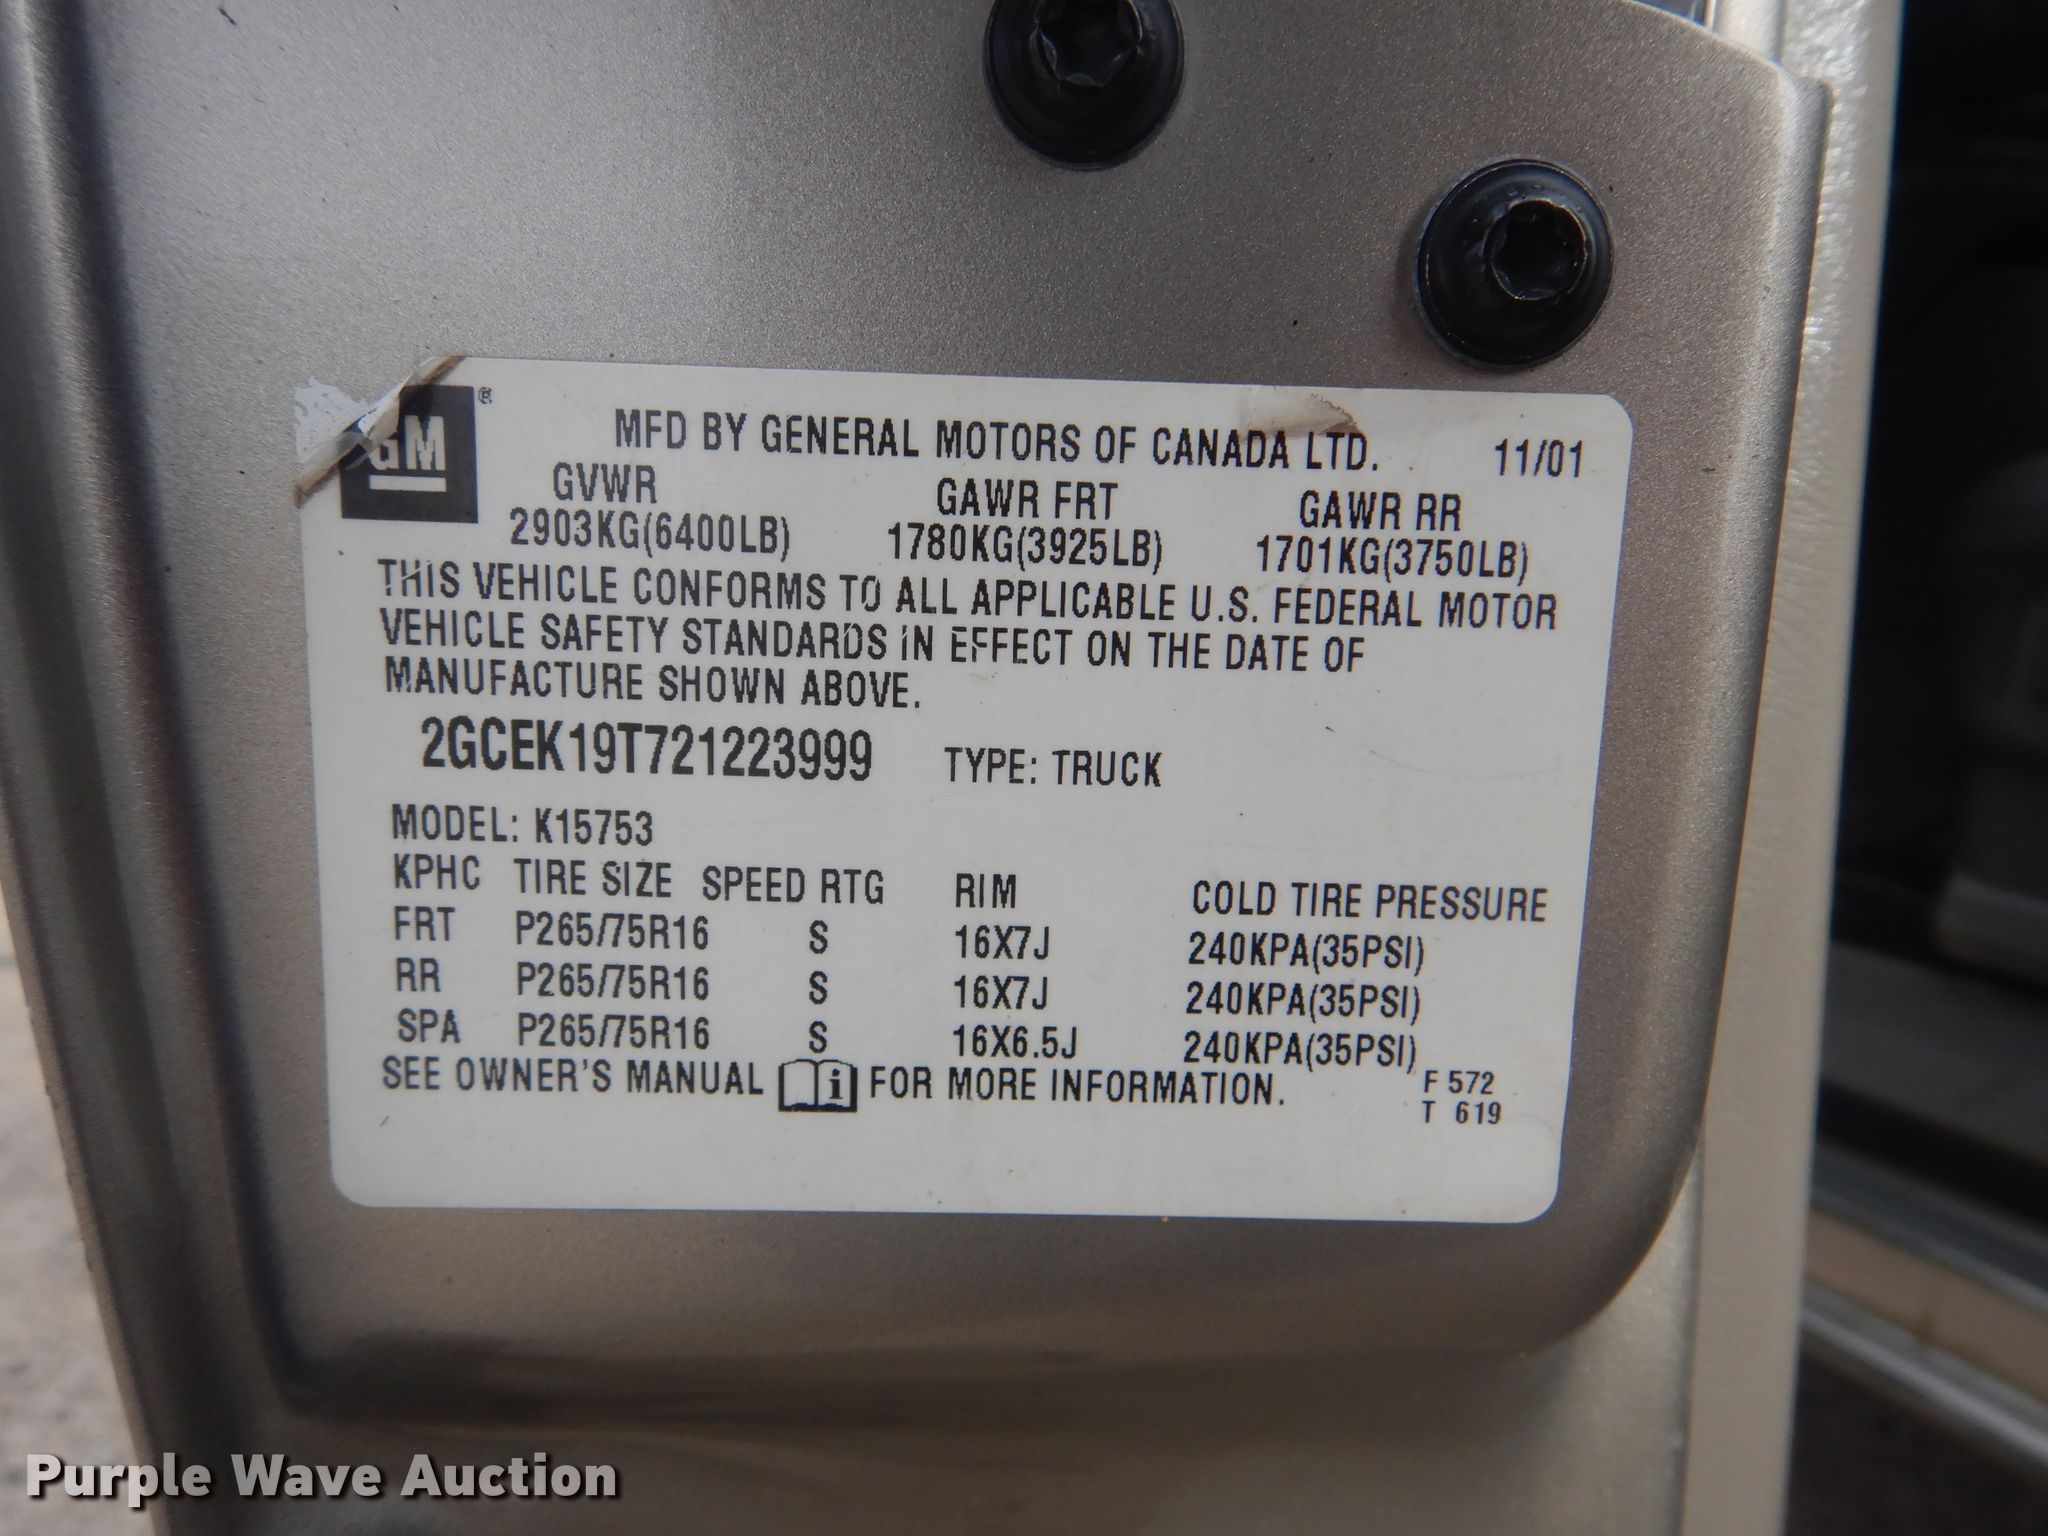 GM ®
MFD BY GENERAL MOTORS OF CANADA LTD. 11/01
GVWR GAWR FRT GAWR RR
2903KG(6400LB) 1780KG(3925LB) 1701KG(3750LB)
THIS VEHICLE CONFORMS TO ALL APPLICABLE U.S. FEDERAL MOTOR
VEHICLE SAFETY STANDARDS IN EFFECT ON THE DATE OF
MANUFACTURE SHOWN ABOVE.
2GCEK19T721223999 TYPE: TRUCK
MODEL: K15753
KPHC TIRE SIZE SPEED RTG RIM COLD TIRE PRESSURE
FRT P265/75R16 S 16X7J 240KPA(35PSI)
RR P265/75R16 S 16X7J 240KPA(35PSI)
SPA P265/75R16 S 16X6.5J 240KPA(35PSI)
SEE OWNER'S MANUAL i FOR MORE INFORMATION. F 572
T 619
Purple Wave Auction